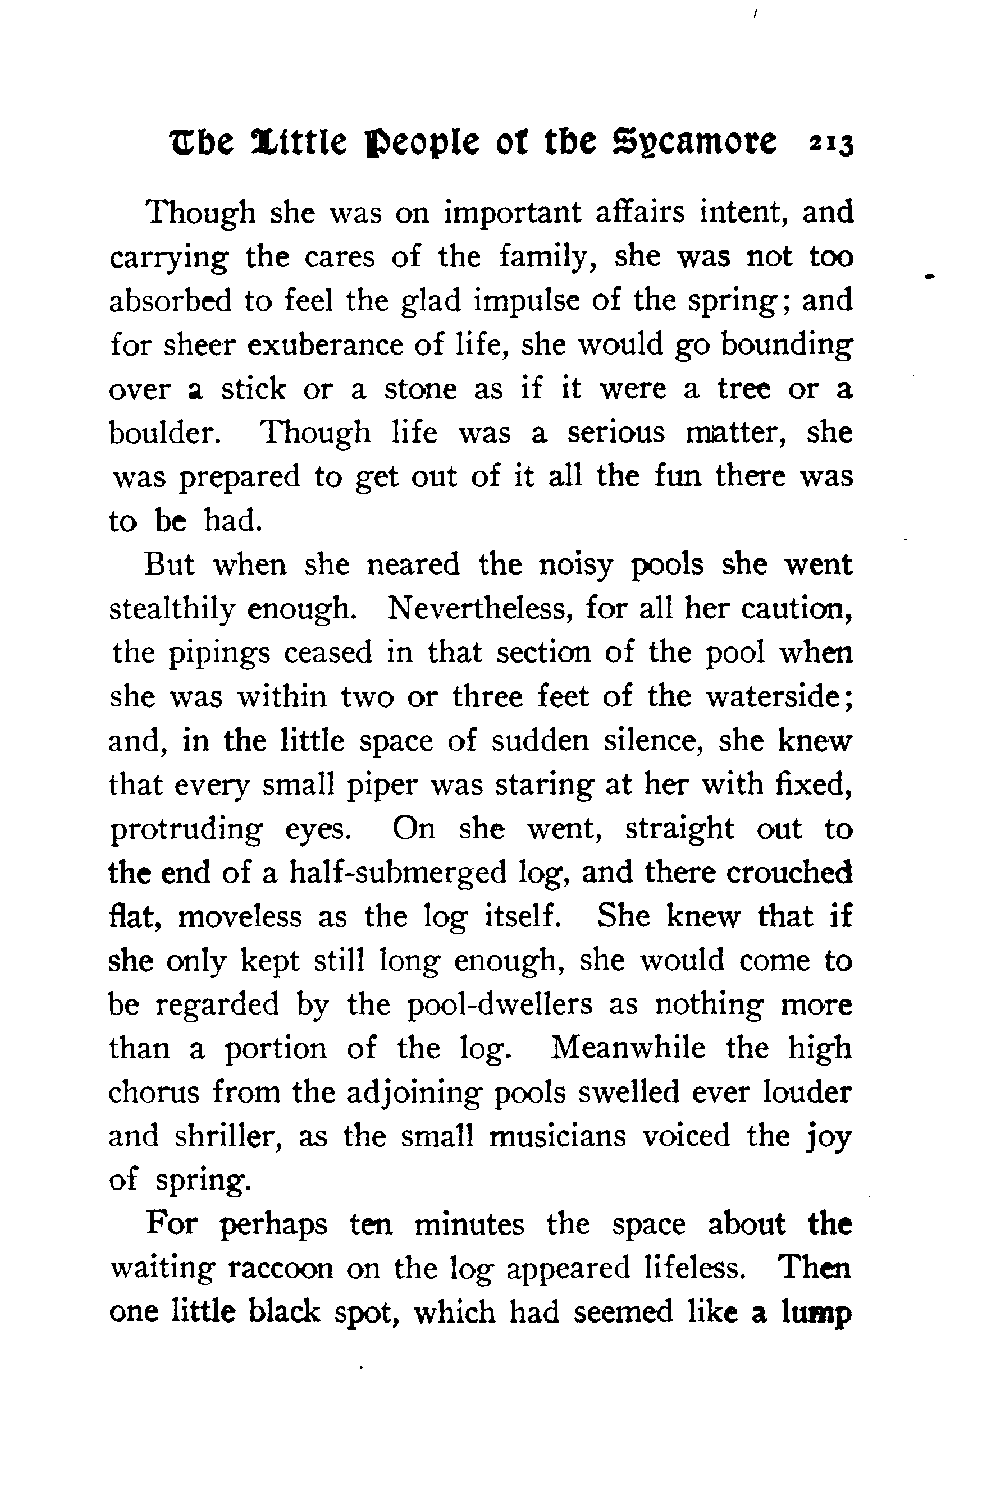 The Little People of the Sycamore 213
Though she was on important affairs intent, and
carrying the cares of the family, she was not too
absorbed to feel the glad impulse of the spring; and
for sheer exuberance of life, she would go bounding
over a stick or a stone as if it were a tree or a
boulder. Though life was a serious matter, she
was prepared to get out of it all the fun there was
to be had.
But when she neared the noisy pools she went
stealthily enough. Nevertheless, for all her caution,
the pipings ceased in that section of the pool when
she was within two or three feet of the waterside;
and, in the little space of sudden silence, she knew
that every small piper was staring at her with fixed,
protruding eyes. On she went, straight out to
the end of a half-submerged log, and there crouched
flat, moveless as the log itself. She knew that if
she only kept still long enough, she would come to
be regarded by the pool-dwellers as nothing more
than a portion of the log. Meanwhile the high
chorus from the adjoining pools swelled ever louder
and shriller, as the small musicians voiced the joy
of spring.
For perhaps ten minutes the space about the
waiting raccoon on the log appeared lifeless. Then
one little black spot, which had seemed like a lump